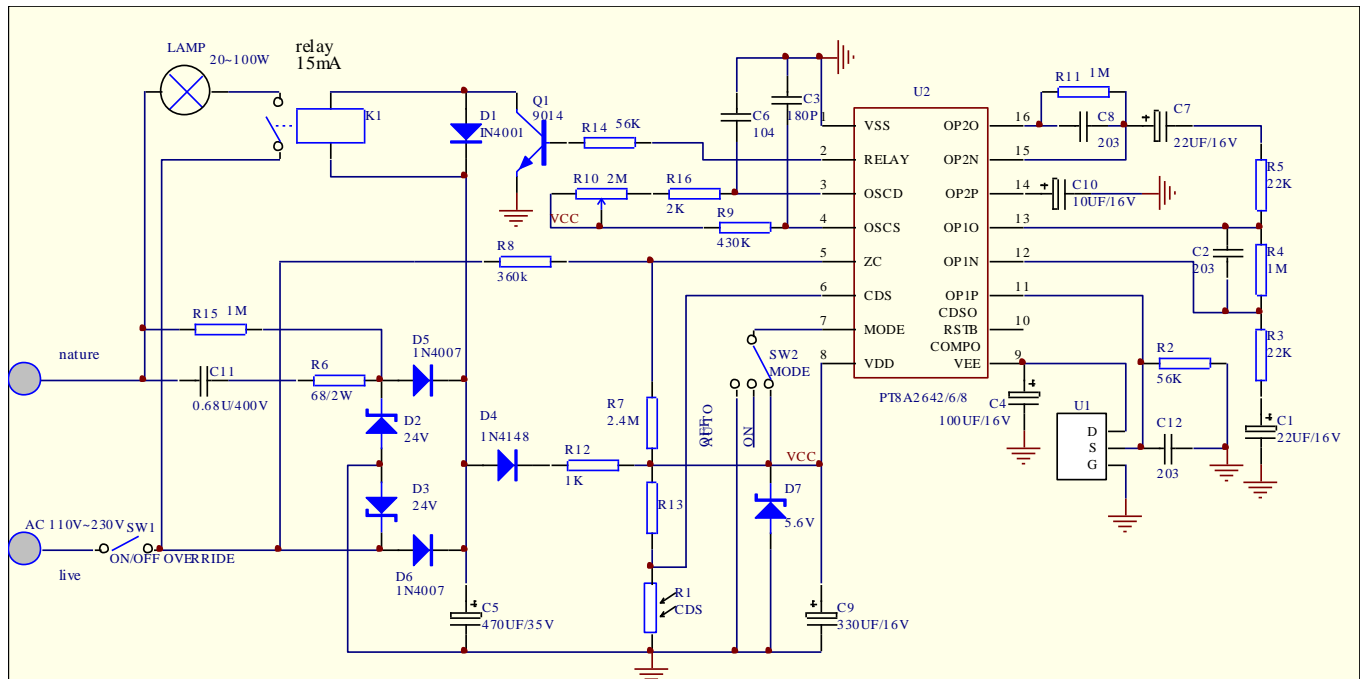 LAMP
20~100W
relay
15mA
K1
D1
IN4001
Q1
9014
R14 56K
C6
104
C3
180P
U2
R11 1M
C8
203
C7
22UF/16V
1 VSS
2 RELAY
3 OSCD
4 OSCS
5 ZC
6 CDS
7 MODE
8 VDD
OP2O 16
OP2N 15
OP2P 14
OP1O 13
OP1N 12
OP1P 11
CDSO
RSTB 10
COMPO
VEE 9
PT8A2642/6/8
R10 2M
R16
2K
VCC
R9
430K
C10
10UF/16V
R5
22K
R8
360k
C2
203
R4
1M
R15 1M
nature
C11
0.68U/400V
R6
68/2W
D5
1N4007
D2
24V
D4
1N4148
R12
1K
R7
2.4M
SW2
MODE
AUTO
ON
VCC
C4
100UF/16V
R2
56K
R3
22K
U1
D
S
G
C12
203
C1
22UF/16V
D3
24V
R13
D7
5.6V
AC 110V~230V
SW1
ON/OFF OVERRIDE
live
D6
1N4007
C5
470UF/35V
R1
CDS
C9
330UF/16V